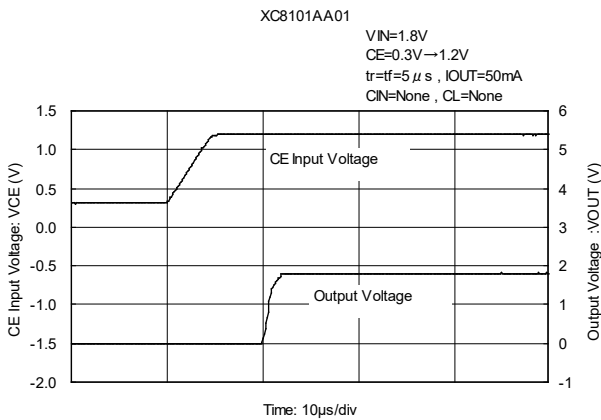 XC8101AA01
VIN=1.8V
CE=0.3V→1.2V
tr=tf=5μs , IOUT=50mA
CIN=None , CL=None
CE Input Voltage: VCE (V)
1.5
1.0
0.5
0.0
-0.5
-1.0
-1.5
-2.0
CE Input Voltage
Output Voltage
6
5
4
3
2
1
0
-1
Output Voltage :VOUT (V)
Time: 10μs/div